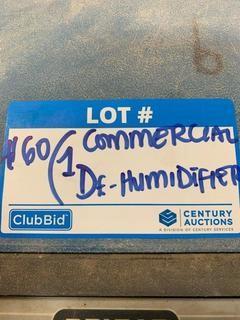 LOT #
#60/1 COMMERCIAL
DE-HUMIDIFIER
ClubBid
CENTURY
AUCTIONS
A DIVISION OF CENTURY SERVICES